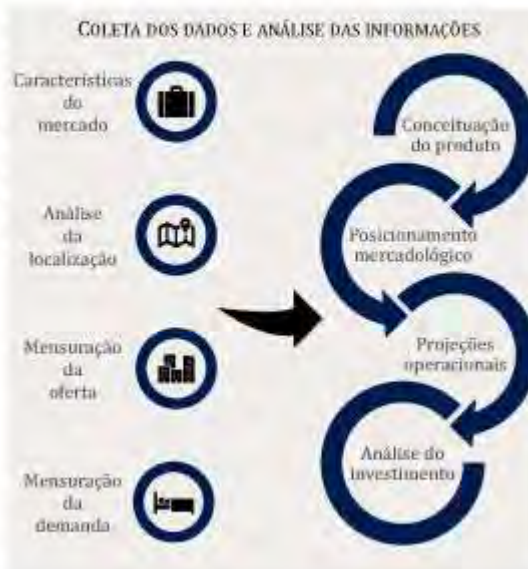 COLETA DOS DADOS E ANÁLISE DAS INFORMAÇÕES
Características
do
mercado
Análise
da
localização
Mensuração
da
oferta
Mensuração
da
demanda
Conceituação
do produto
Posicionamento
mercadológico
Projeções
operacionais
Análise do
investimento